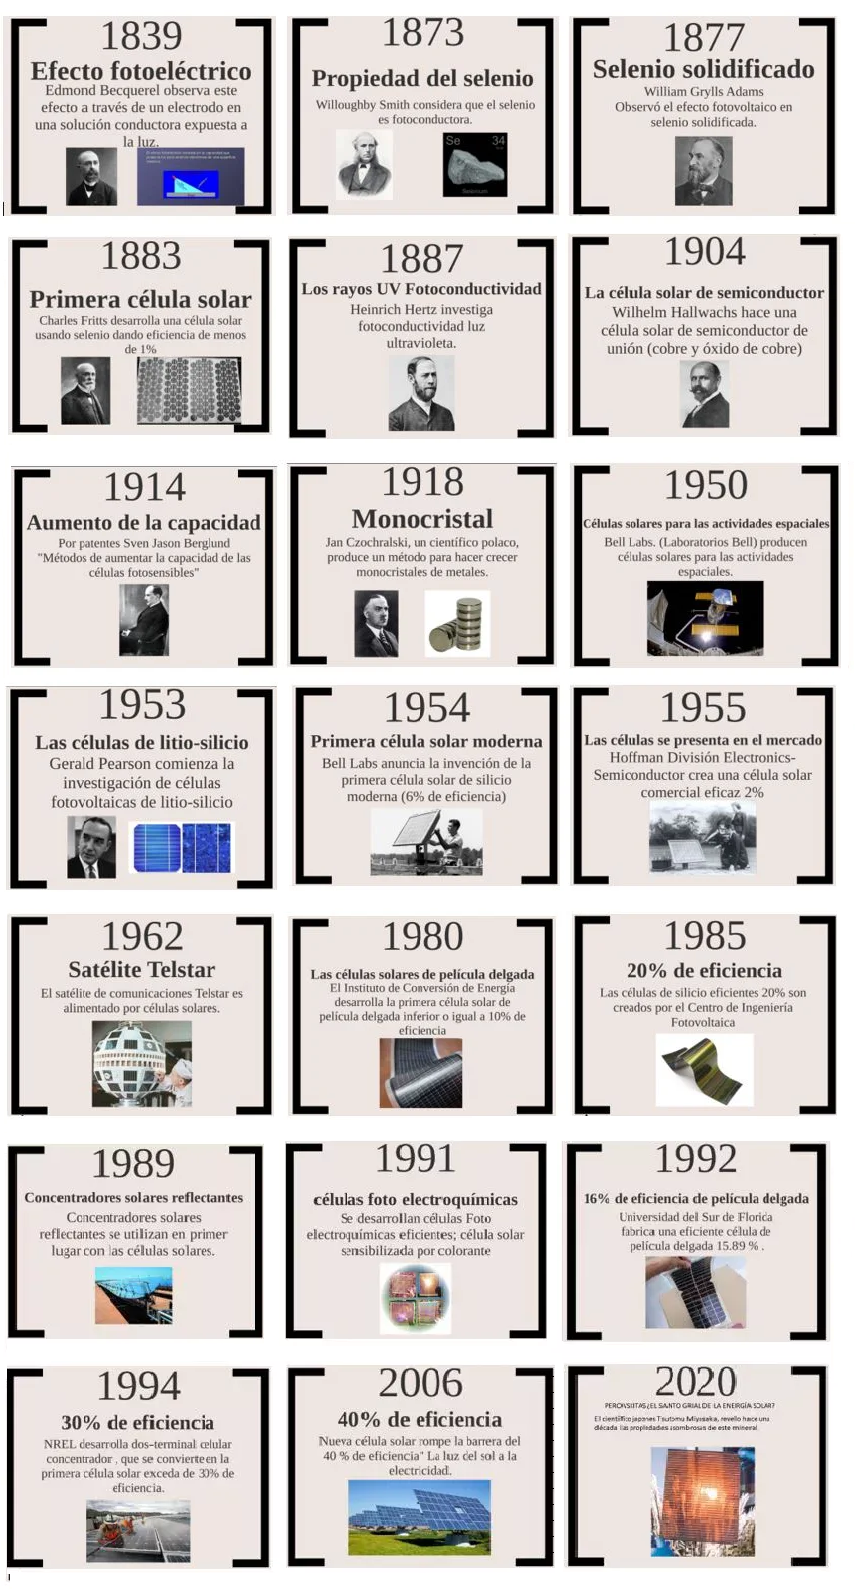 1839
Efecto fotoeléctrico
Edmond Becquerel observa este
efecto a través de un electrodo en
una solución conductora expuesta a
la luz.
1873
Propiedad del selenio
Willoughby Smith considera que el selenio
es fotoconductora.
Se 34
Selenium
1877
Selenio solidificado
William Grylls Adams
Observó el efecto fotovoltaico en
selenio solidificada.
1883
Primera célula solar
Charles Fritts desarrolla una célula solar
usando selenio dando eficiencia de menos
de 1%
1887
Los rayos UV Fotoconductividad
Heinrich Hertz investiga
fotoconductividad luz
ultravioleta.
1904
La célula solar de semiconductor
Wilhelm Hallwachs hace una
célula solar de semiconductor de
unión (cobre y óxido de cobre)
1914
Aumento de la capacidad
Por patentes Sven Jason Berglund
"Métodos de aumentar la capacidad de las
células fotosensibles"
1918
Monocristal
Jan Czochralski, un científico polaco,
produce un método para hacer crecer
monocristales de metales.
1950
Células solares para las actividades espaciales
Bell Labs. (Laboratorios Bell) producen
células solares para las actividades
espaciales.
1953
Las células de litio-silicio
Gerald Pearson comienza la
investigación de células
fotovoltaicas de litio-silicio
1954
Primera célula solar moderna
Bell Labs anuncia la invención de la
primera célula solar de silicio
moderna (6% de eficiencia)
1955
Las células se presenta en el mercado
Hoffman División Electronics-
Semiconductor crea una célula solar
comercial eficaz 2%
1962
Satélite Telstar
El satélite de comunicaciones Telstar es
alimentado por células solares.
1980
Las células solares de película delgada
El Instituto de Conversión de Energía
desarrolla la primera célula solar de
película delgada inferior o igual a 10% de
eficiencia
1985
20% de eficiencia
Las células de silicio eficientes 20% son
creados por el Centro de Ingeniería
Fotovoltaica
1989
Concentradores solares reflectantes
Concentradores solares
reflectantes se utilizan en primer
lugar con las células solares.
1991
células foto electroquímicas
Se desarrollan células Foto
electroquímicas eficientes; célula solar
sensibilizada por colorante
1992
16% de eficiencia de película delgada
Universidad del Sur de Florida
fabrica una eficiente célula de
película delgada 15.89 % .
1994
30% de eficiencia
NREL desarrolla dos-terminal celular
concentrador , que se convierte en la
primera célula solar exceda de 30% de
eficiencia.
2006
40% de eficiencia
Nueva célula solar rompe la barrera del
40 % de eficiencia" La luz del sol a la
electricidad.
2020
PEROVSKITAS ¿EL SANTO GRIAL DE LA ENERGÍA SOLAR?
El científico japones Tsutomu Miyasaka, revelo hace una
década las propiedades asombrosas de este mineral